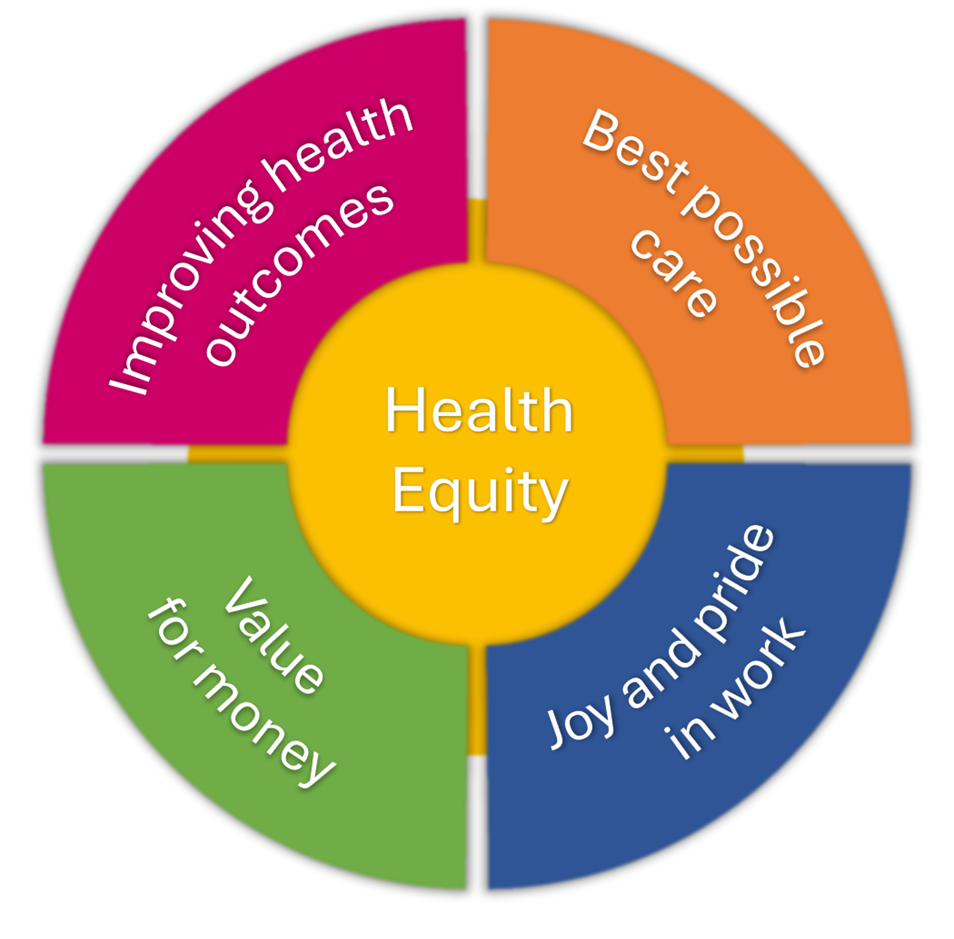 Improving health
outcomes
Best possible
care
Health
Equity
Value
for money
Joy and pride
in work